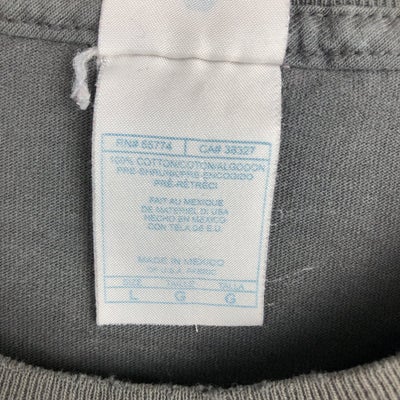 RN# 55774 CA# 38327
100% COTTON/COTON/ALGODON
PRE-SHRUNK/PRE-ENCOGIDO
PRÉ-RÉTRÉCI
FAIT AU MEXIQUE
DE MATERIEL D. USA
HECHO EN MEXICO
CON TELA DE E.U.
MADE IN MEXICO
OF U.S.A. FABRIC
SIZE TAILLE TALLA
L G G